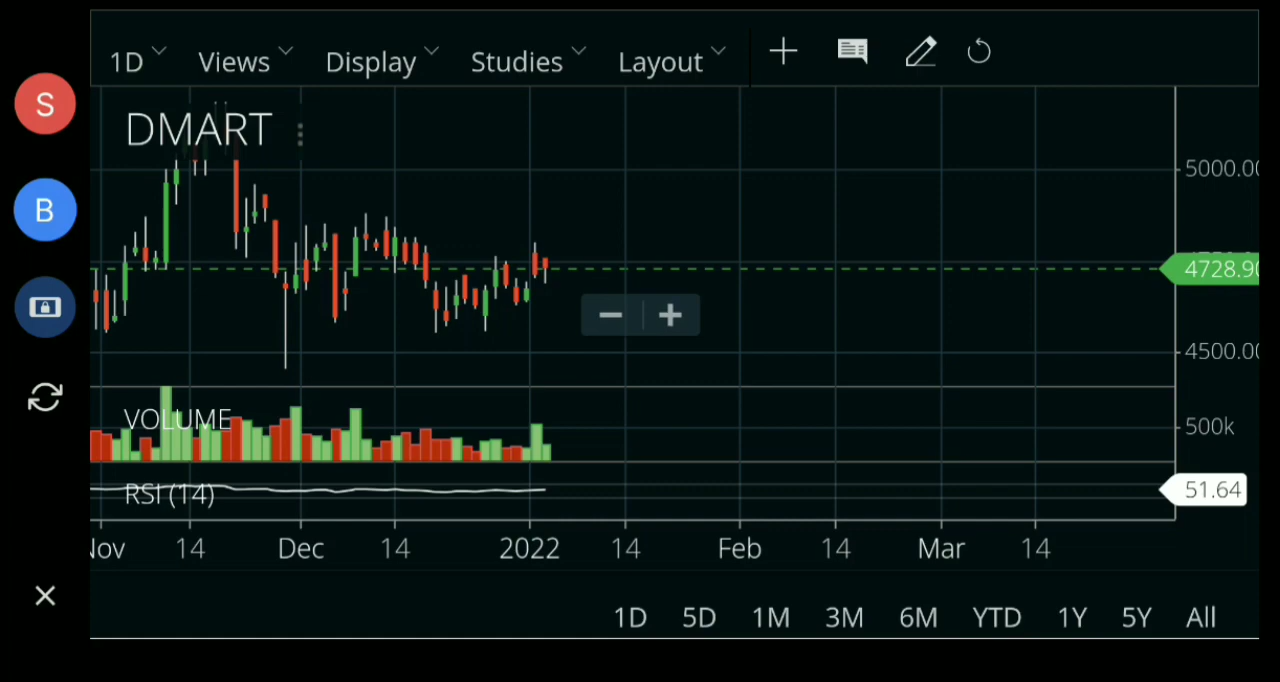 1D Views Display Studies Layout
S
DMART
5000.00
B
4728.90
4500.00
VOLUME
500k
RSI (14)
51.64
Nov 14 Dec 14 2022 14 Feb 14 Mar 14
1D 5D 1M 3M 6M YTD 1Y 5Y All